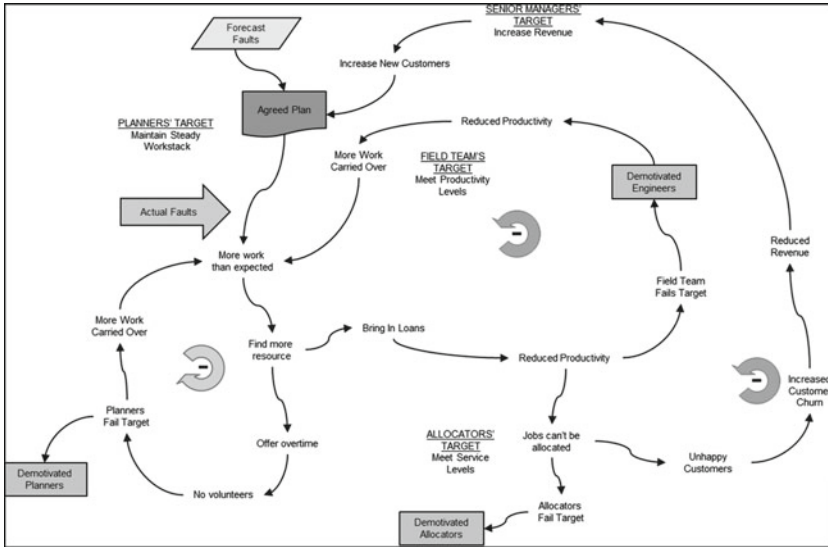 SENIOR MANAGERS'
TARGET
Increase Revenue
Forecast
Faults
Increase New Customers
Agreed Plan
PLANNERS' TARGET
Maintain Steady
Workstack
Reduced Productivity
More Work
Carried Over
FIELD TEAM'S
TARGET
Meet Productivity
Levels
Demotivated
Engineers
Actual Faults
More work
than expected
Reduced
Revenue
Field Team
Fails Target
More Work
Carried Over
Find more
resource
Bring In Loans
Reduced Productivity
Increased
Customer
Churn
Planners
Fail Target
Offer overtime
ALLOCATORS'
TARGET
Meet Service
Levels
Jobs can't be
allocated
Unhappy
Customers
Demotivated
Planners
No volunteers
Allocators
Fail Target
Demotivated
Allocators